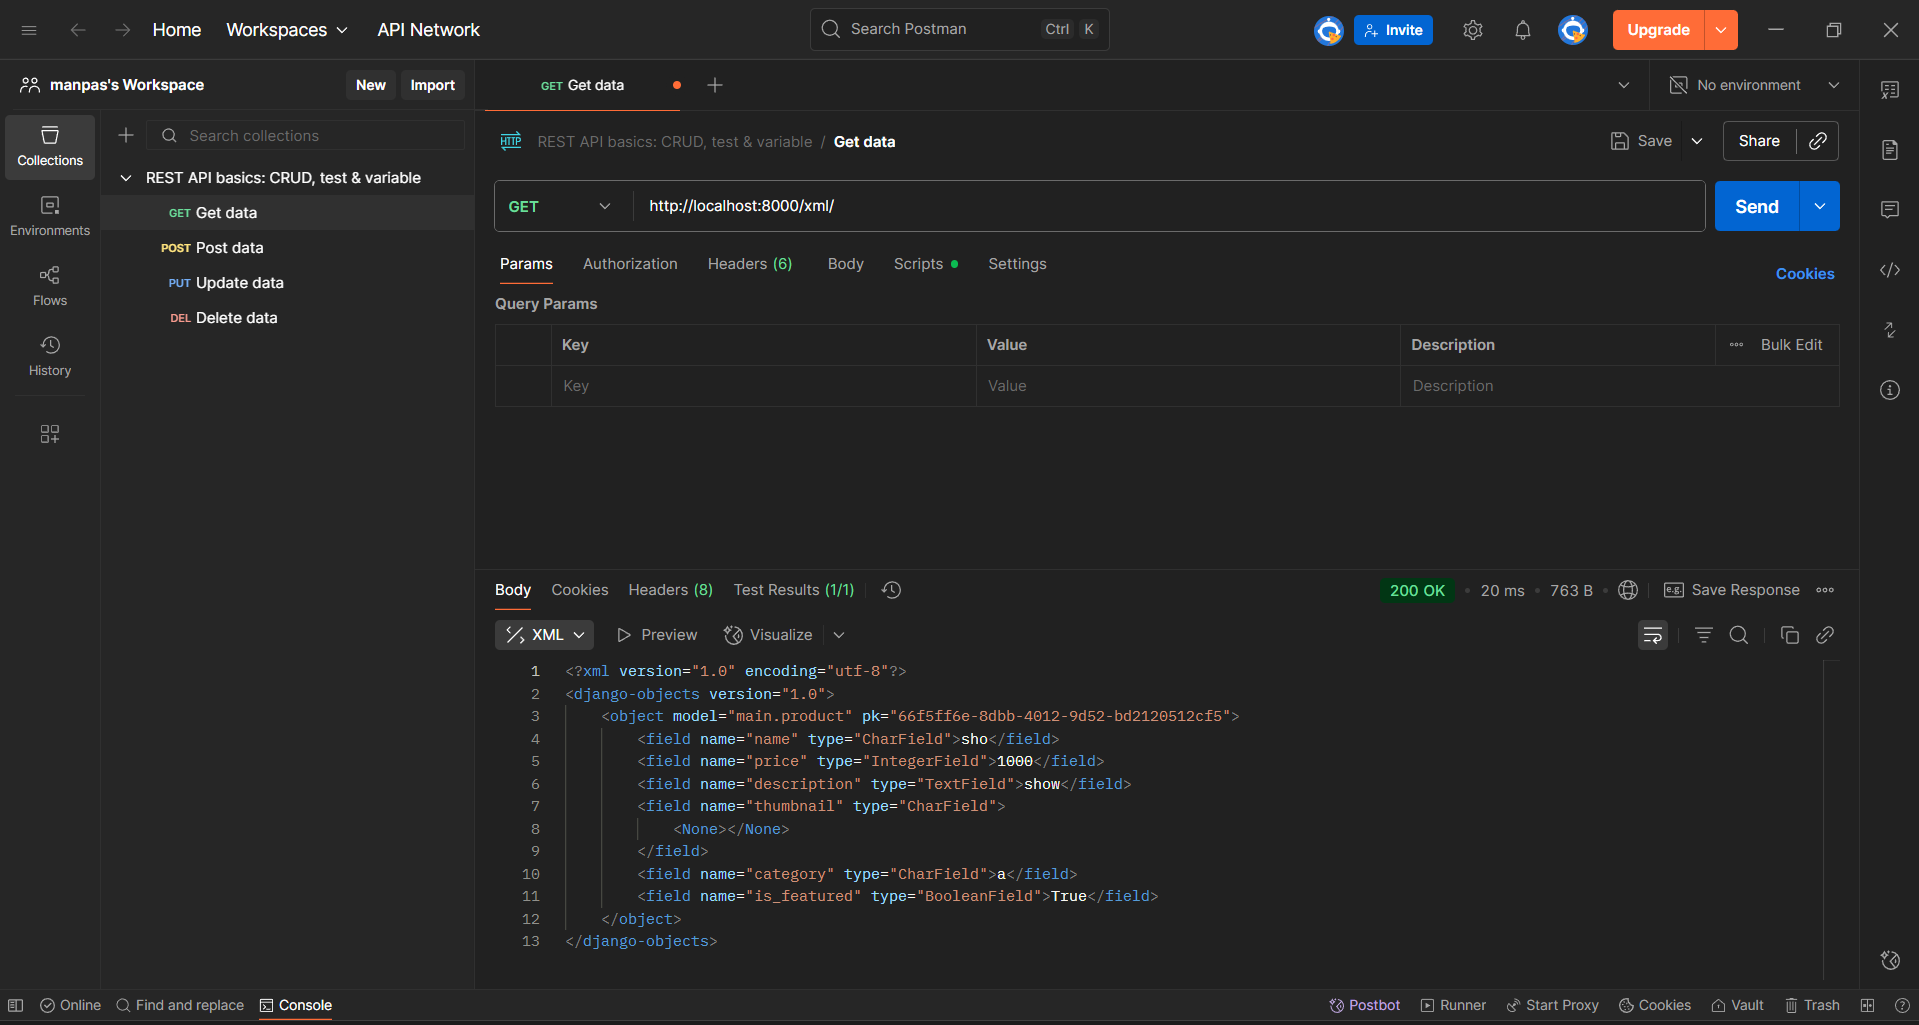 Home Workspaces API Network Search Postman Ctrl K Invite Upgrade
manpas's Workspace New Import GET Get data No environment
Collections
Search collections
REST API basics: CRUD, test & variable / Get data Save Share
REST API basics: CRUD, test & variable
GET Get data
POST Post data
PUT Update data
DEL Delete data
Environments
Flows
History
GET http://localhost:8000/xml/ Send
Params Authorization Headers (6) Body Scripts Settings Cookies
Query Params
Key Value Description Bulk Edit
Key Value Description
Body Cookies Headers (8) Test Results (1/1) 200 OK 20 ms 763 B e.g. Save Response
XML Preview Visualize
1 <?xml version="1.0" encoding="utf-8"?>
2 <django-objects version="1.0">
3 <object model="main.product" pk="66f5ff6e-8dbb-4012-9d52-bd2120512cf5">
4 <field name="name" type="CharField">sho</field>
5 <field name="price" type="IntegerField">1000</field>
6 <field name="description" type="TextField">show</field>
7 <field name="thumbnail" type="CharField">
8 <None></None>
9 </field>
10 <field name="category" type="CharField">a</field>
11 <field name="is_featured" type="BooleanField">True</field>
12 </object>
13 </django-objects>
Online Find and replace Console Postbot Runner Start Proxy Cookies Vault Trash